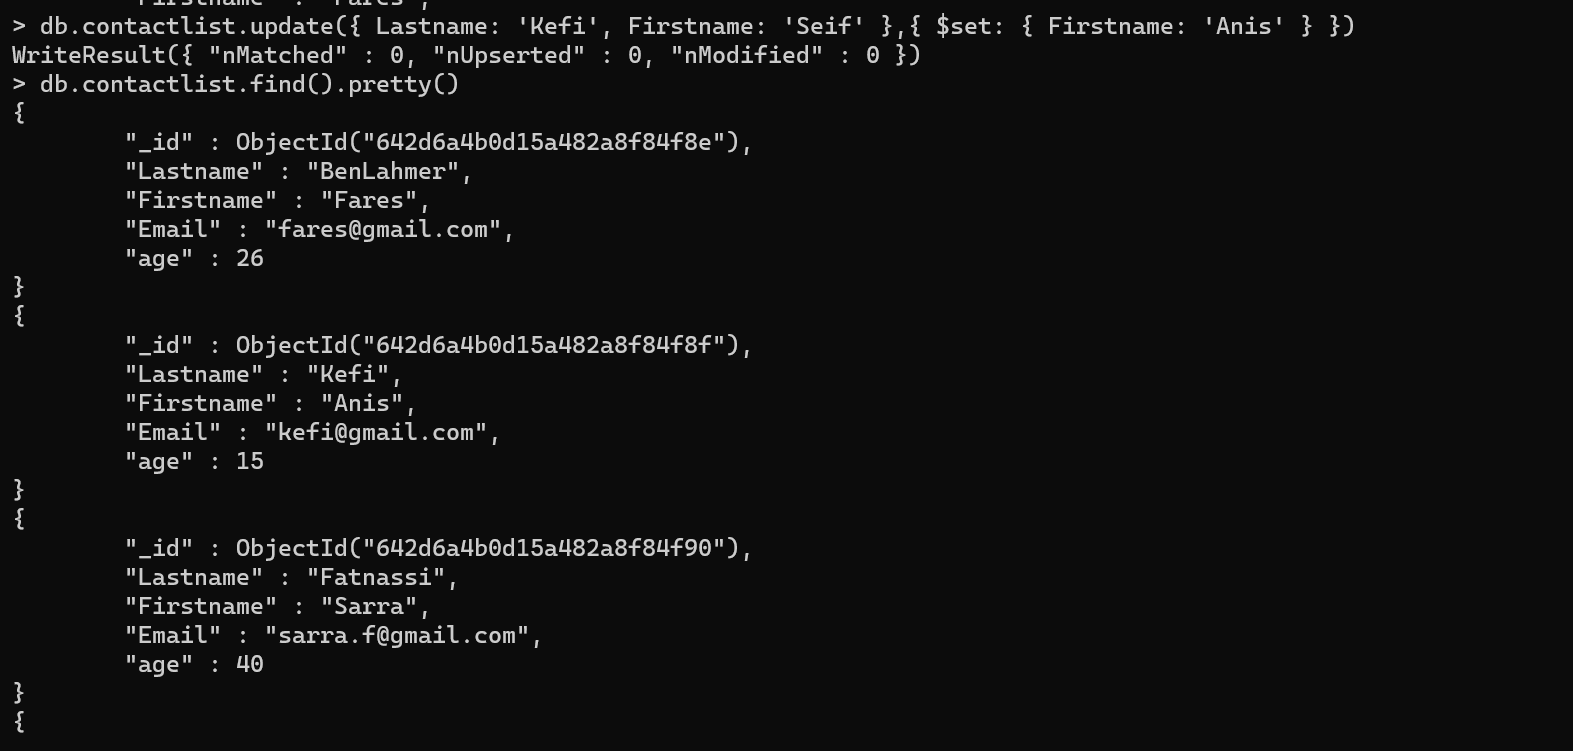 "Firstname" : "Fares",
> db.contactlist.update({ Lastname: 'Kefi', Firstname: 'Seif' },{ $set: { Firstname: 'Anis' } })
WriteResult({ "nMatched" : 0, "nUpserted" : 0, "nModified" : 0 })
> db.contactlist.find().pretty()
{
        "_id" : ObjectId("642d6a4b0d15a482a8f84f8e"),
        "Lastname" : "BenLahmer",
        "Firstname" : "Fares",
        "Email" : "fares@gmail.com",
        "age" : 26
}
{
        "_id" : ObjectId("642d6a4b0d15a482a8f84f8f"),
        "Lastname" : "Kefi",
        "Firstname" : "Anis",
        "Email" : "kefi@gmail.com",
        "age" : 15
}
{
        "_id" : ObjectId("642d6a4b0d15a482a8f84f90"),
        "Lastname" : "Fatnassi",
        "Firstname" : "Sarra",
        "Email" : "sarra.f@gmail.com",
        "age" : 40
}
{